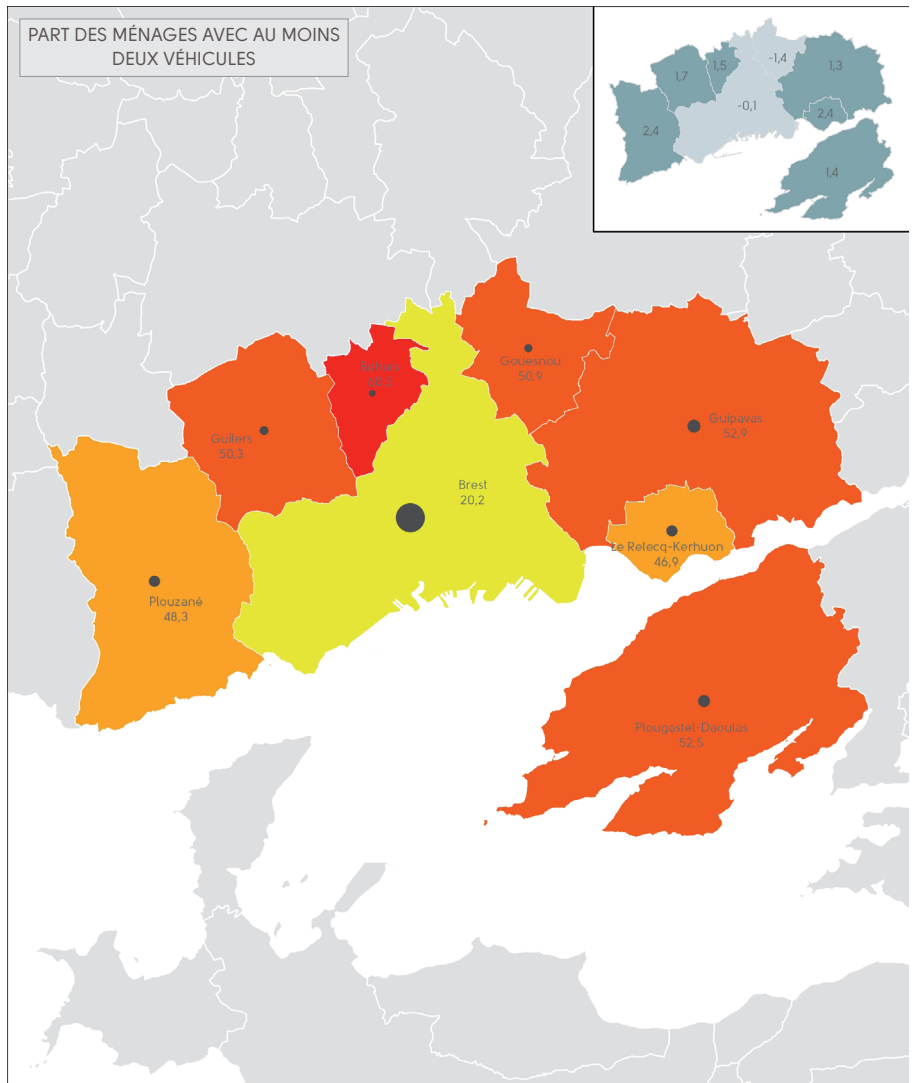 PART DES MÉNAGES AVEC AU MOINS
DEUX VÉHICULES
-1,4
1,5
1,3
1,7
-0,1
2,4
2,4
1,4
Gouesnou
50,9
Bohars
Guipavas
52,9
Guilers
50,3
Brest
20,2
Le Relecq-Kerhuon
46,9
Plouzané
48,3
Plougastel-Daoulas
52,5